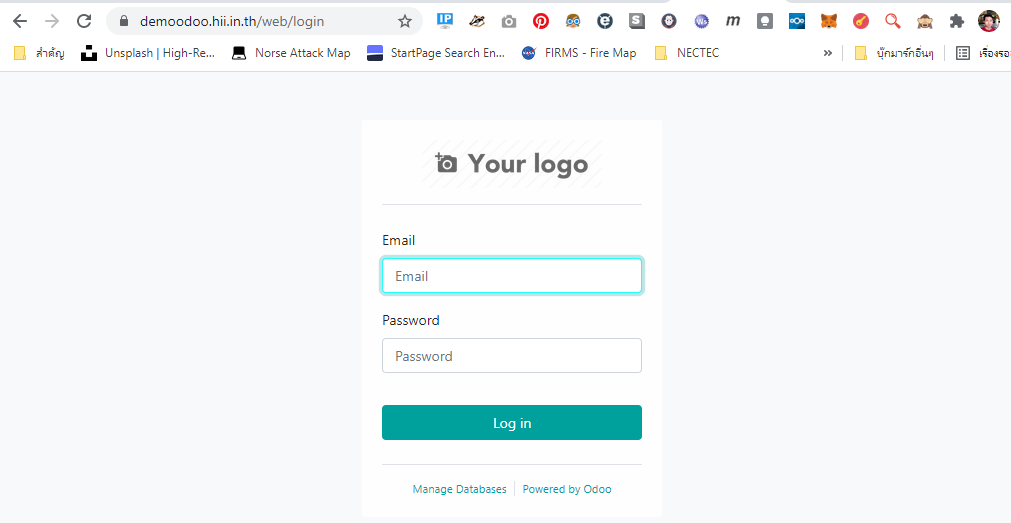 demoodoo.hii.in.th/web/login
IP
สำคัญ Unsplash | High-Re... Norse Attack Map StartPage Search En... FIRMS - Fire Map NECTEC » บุ๊กมาร์กอื่นๆ เรื่องรอ
Your logo
Email
Email
Password
Password
Log in
Manage Databases Powered by Odoo